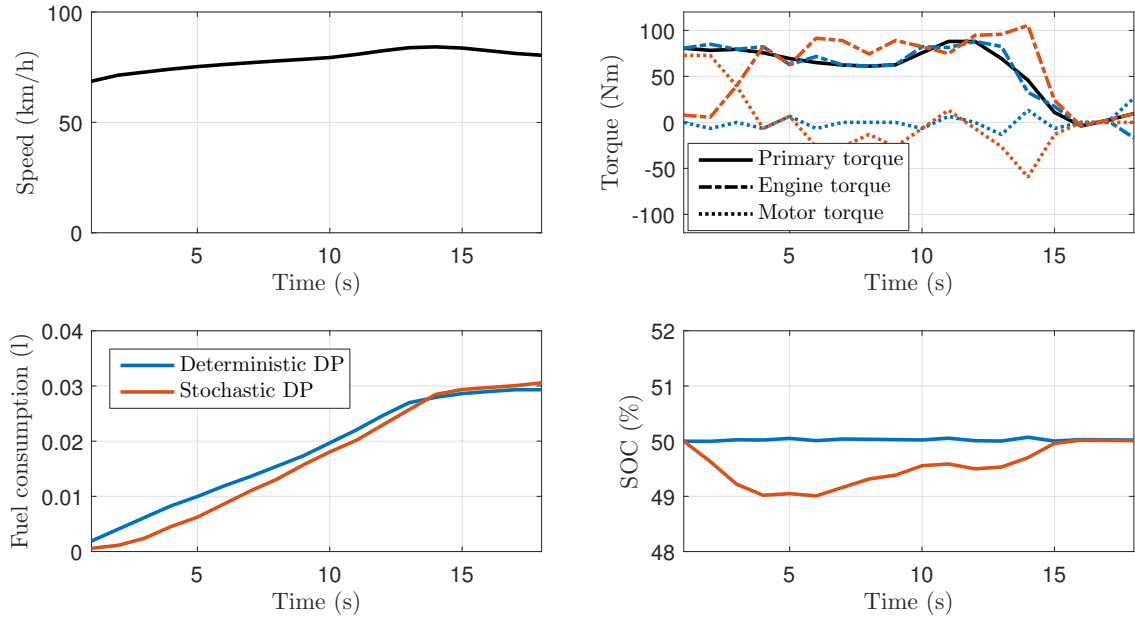 100
50
0
Speed (km/h)
5
10
15
Time (s)
100
50
0
-50
-100
Torque (Nm)
Primary torque
Engine torque
Motor torque
5
10
15
Time (s)
0.04
0.03
0.02
0.01
0
Fuel consumption (l)
Deterministic DP
Stochastic DP
5
10
15
Time (s)
52
51
50
49
48
SOC (%)
5
10
15
Time (s)